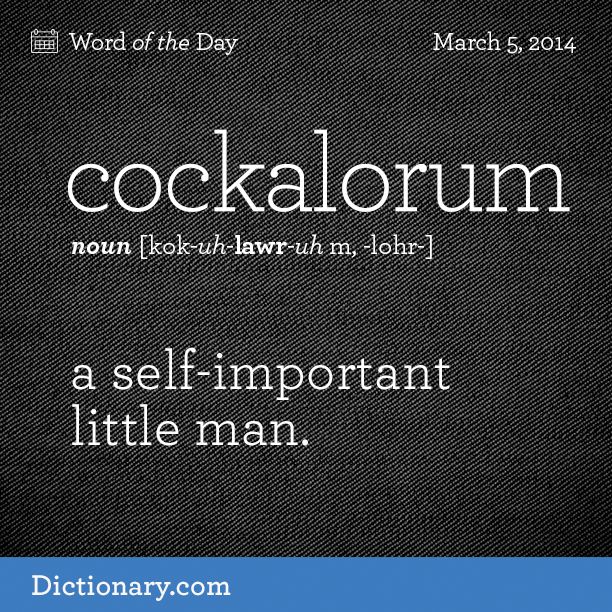 Word of the Day March 5, 2014
cockalorum
noun [kok-uh-lawr-uh m, -lohr-]
a self-important
little man.
Dictionary.com